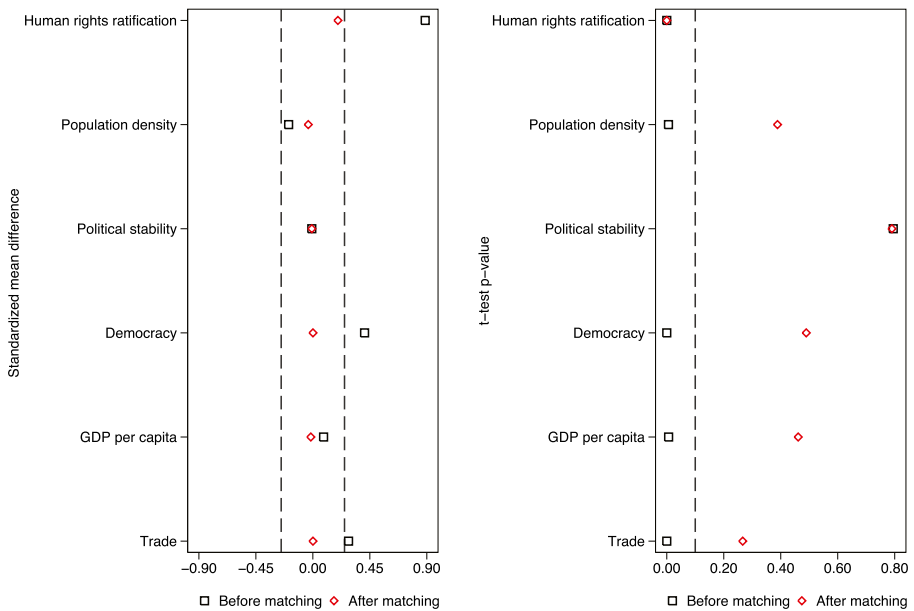 Standardized mean difference
Human rights ratification
Population density
Political stability
Democracy
GDP per capita
Trade
−0.90 −0.45 0.00 0.45 0.90
Before matching After matching
t−test p−value
Human rights ratification
Population density
Political stability
Democracy
GDP per capita
Trade
0.00 0.20 0.40 0.60 0.80
Before matching After matching